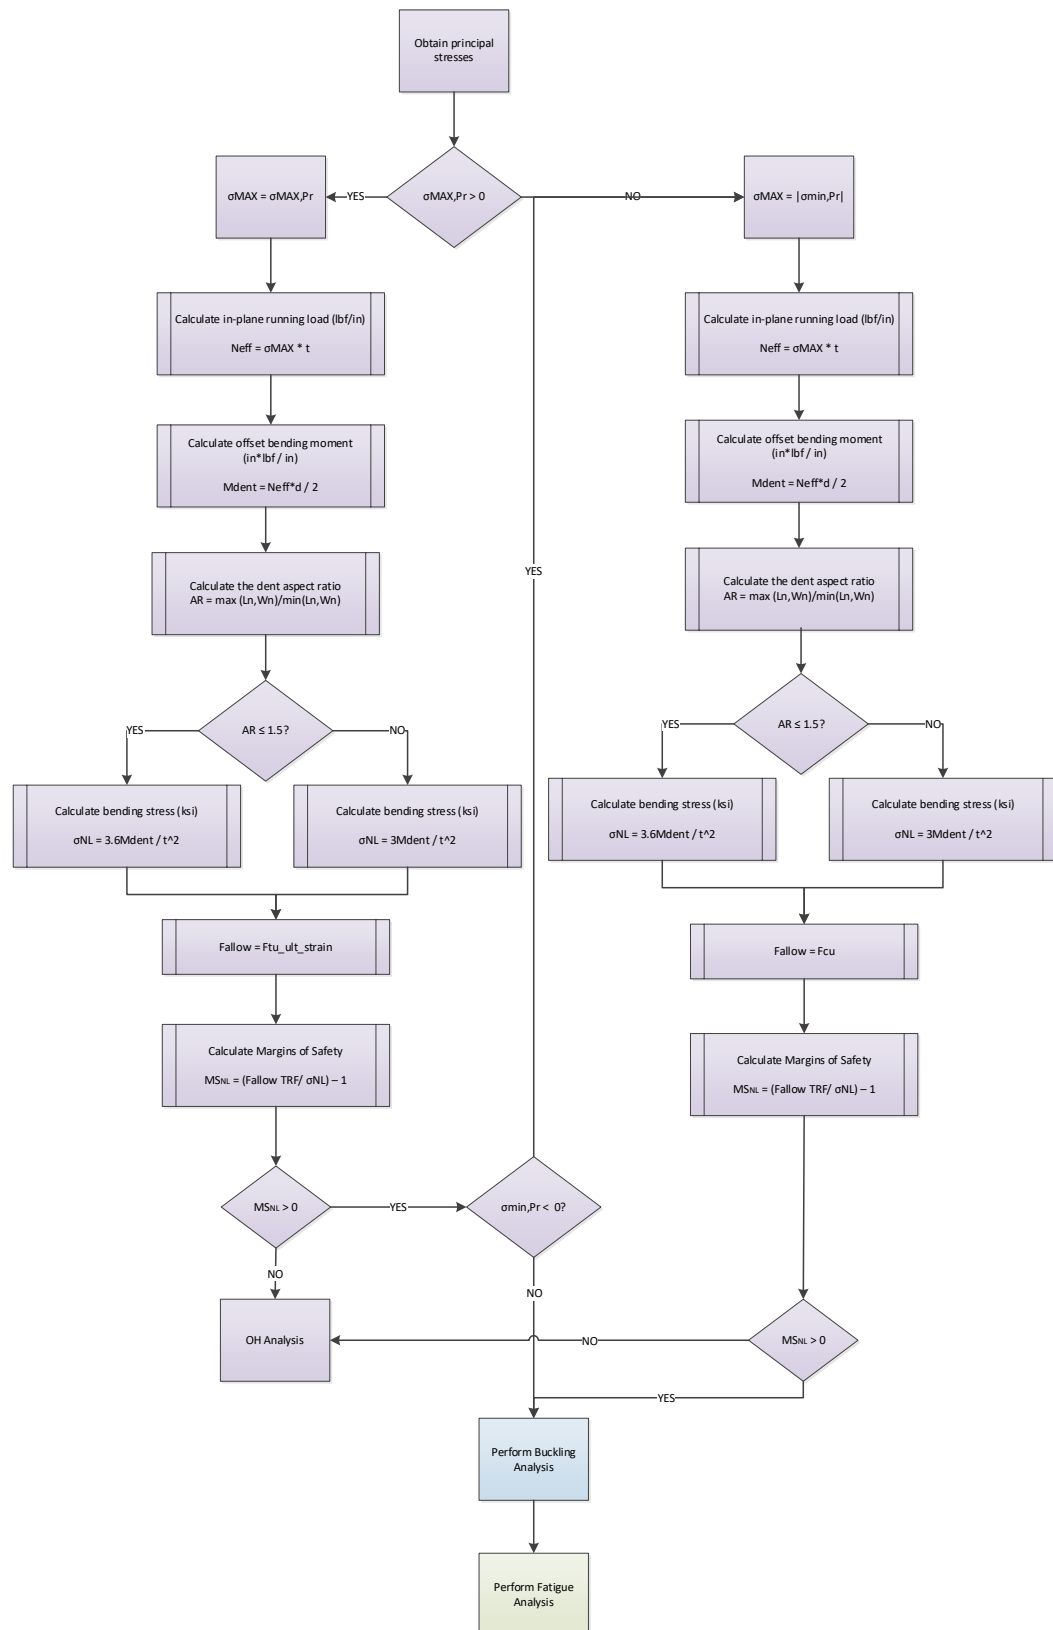 Obtain principal
stresses
σMAX = σMAX,Pr
YES
σMAX,Pr > 0
NO
σMAX = |σmin,Pr|
Calculate in-plane running load (lbf/in)
Neff = σMAX * t
Calculate in-plane running load (lbf/in)
Neff = σMAX * t
Calculate offset bending moment
(in*lbf / in)
Mdent = Neff*d / 2
Calculate offset bending moment
(in*lbf / in)
Mdent = Neff*d / 2
Calculate the dent aspect ratio
AR = max (Ln,Wn)/min(Ln,Wn)
YES
Calculate the dent aspect ratio
AR = max (Ln,Wn)/min(Ln,Wn)
YES
AR ≤ 1.5?
NO
YES
AR ≤ 1.5?
NO
Calculate bending stress (ksi)
σNL = 3.6Mdent / t^2
Calculate bending stress (ksi)
σNL = 3Mdent / t^2
Calculate bending stress (ksi)
σNL = 3.6Mdent / t^2
Calculate bending stress (ksi)
σNL = 3Mdent / t^2
Fallow = Ftu_ult_strain
Fallow = Fcu
Calculate Margins of Safety
MSNL = (Fallow TRF/ σNL) – 1
Calculate Margins of Safety
MSNL = (Fallow TRF/ σNL) – 1
MSNL > 0
YES
σmin,Pr < 0?
NO
NO
OH Analysis
NO
MSNL > 0
YES
Perform Buckling
Analysis
Perform Fatigue
Analysis